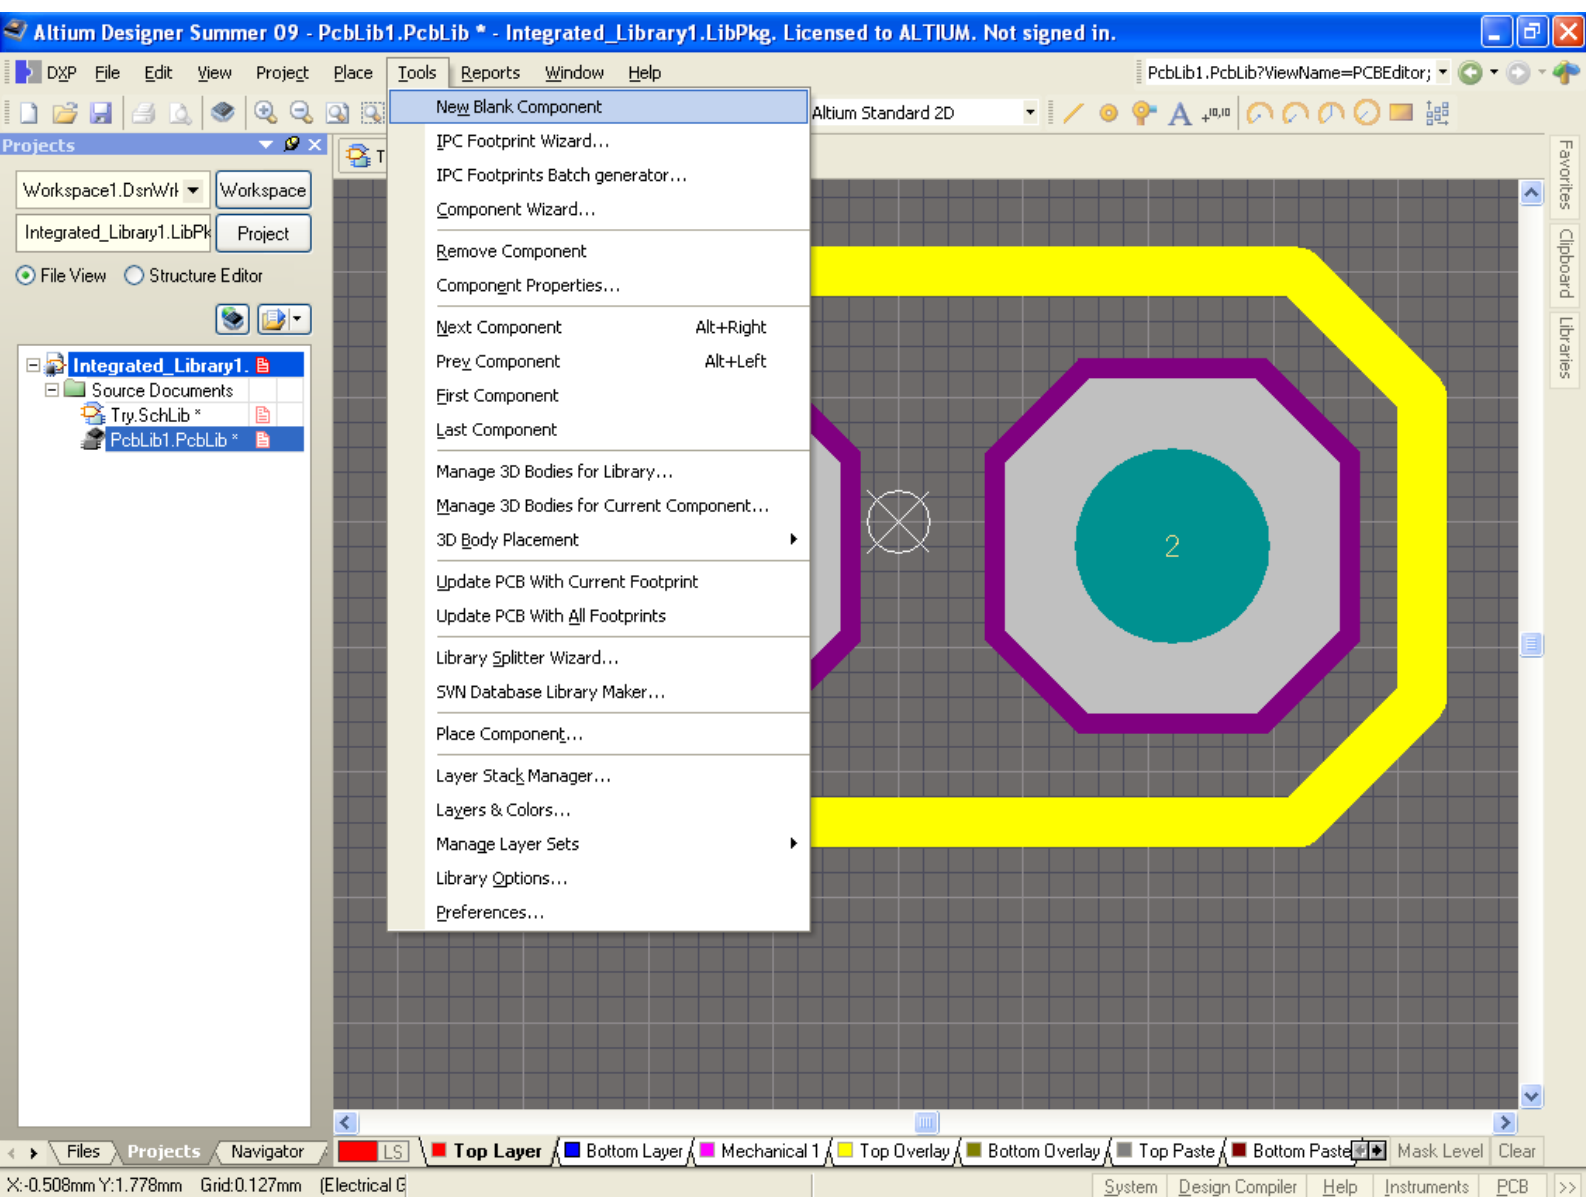 Altium Designer Summer 09 - PcbLib1.PcbLib * - Integrated_Library1.LibPkg. Licensed to ALTIUM. Not signed in.
DXP File Edit View Project Place Tools Reports Window Help
PcbLib1.PcbLib?ViewName=PCBEditor;
Altium Standard 2D
A +10,10
Projects
T
Workspace1.DsnWrk
Workspace
Integrated_Library1.LibPk
Project
File View
Structure Editor
Integrated_Library1.
Source Documents
Try.SchLib *
PcbLib1.PcbLib *
New Blank Component
IPC Footprint Wizard...
IPC Footprints Batch generator...
Component Wizard...
Remove Component
Component Properties...
Next Component Alt+Right
Prev Component Alt+Left
First Component
Last Component
Manage 3D Bodies for Library...
Manage 3D Bodies for Current Component...
3D Body Placement
Update PCB With Current Footprint
Update PCB With All Footprints
Library Splitter Wizard...
SVN Database Library Maker...
Place Component...
Layer Stack Manager...
Layers & Colors...
Manage Layer Sets
Library Options...
Preferences...
2
Favorites
Clipboard
Libraries
Files Projects Navigator
LS Top Layer Bottom Layer Mechanical 1 Top Overlay Bottom Overlay Top Paste Bottom Paste Mask Level Clear
X:-0.508mm Y:1.778mm Grid:0.127mm (Electrical G
System Design Compiler Help Instruments PCB >>